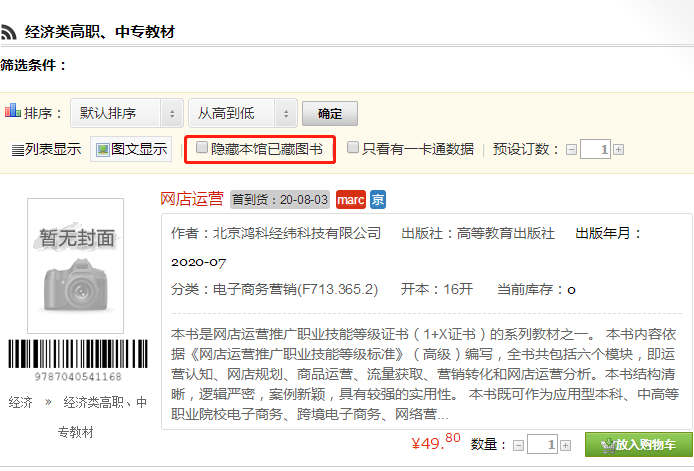 经济类高职、中专教材
筛选条件：
排序： 默认排序 从高到低 确定
列表显示 图文显示 | 隐藏本馆已藏图书 | 只看有一卡通数据 | 预设订数： 1
网店运营 首到货：20-08-03 marc 京
暂无封面
作者：北京鸿科经纬科技有限公司 出版社：高等教育出版社 出版年月：
2020-07
分类：电子商务营销(F713.365.2) 开本：16开 当前库存：0
本书是网店运营推广职业技能等级证书（1+X证书）的系列教材之一。 本书内容依
据《网店运营推广职业技能等级标准》（高级）编写，全书共包括六个模块，即运
营认知、网店规划、商品运营、流量获取、营销转化和网店运营分析。本书结构清
晰，逻辑严密，案例新颖，具有较强的实用性。 本书既可作为应用型本科、中高等
职业院校电子商务、跨境电子商务、网络营...
9787040541168
经济 » 经济类高职、中
专教材
¥49.80 数量： 1 放入购物车